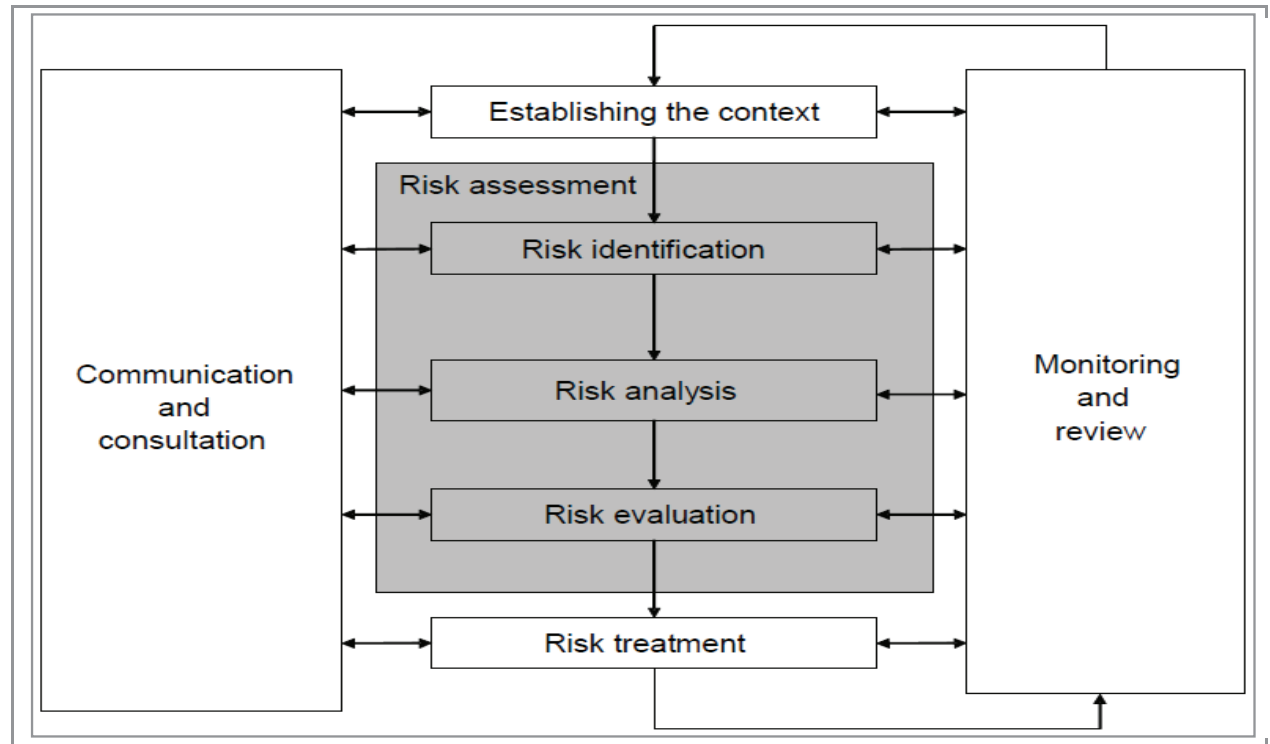 Establishing the context
Risk assessment
Risk identification
Communication
and
consultation
Risk analysis
Monitoring
and
review
Risk evaluation
Risk treatment